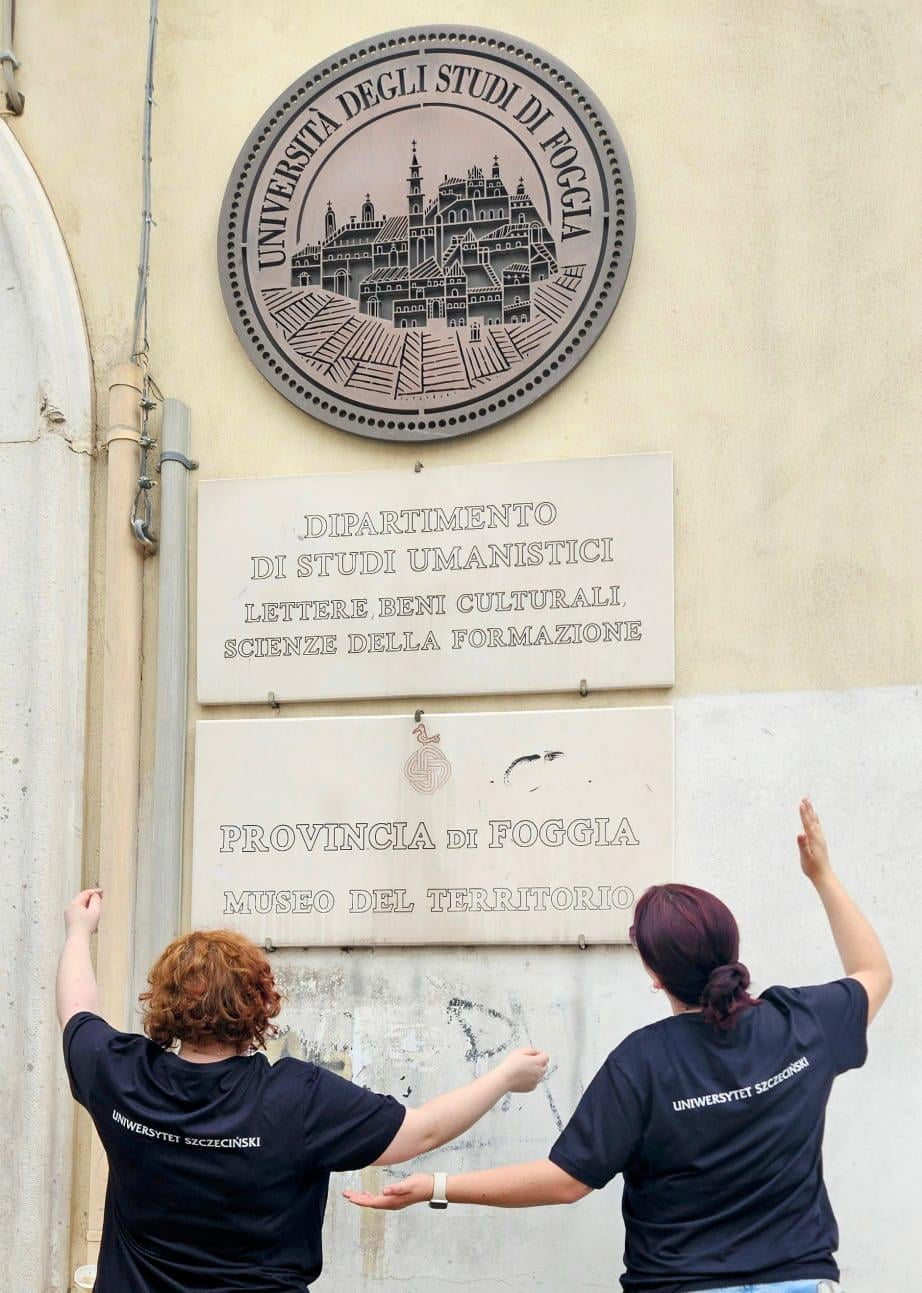 UNIVERSITÀ DEGLI STUDI DI FOGGIA
DIPARTIMENTO
DI STUDI UMANISTICI
LETTERE, BENI CULTURALI,
SCIENZE DELLA FORMAZIONE
PROVINCIA DI FOGGIA
MUSEO DEL TERRITORIO
UNIWERSYTET SZCZECIŃSKI
UNIWERSYTET SZCZECIŃSKI